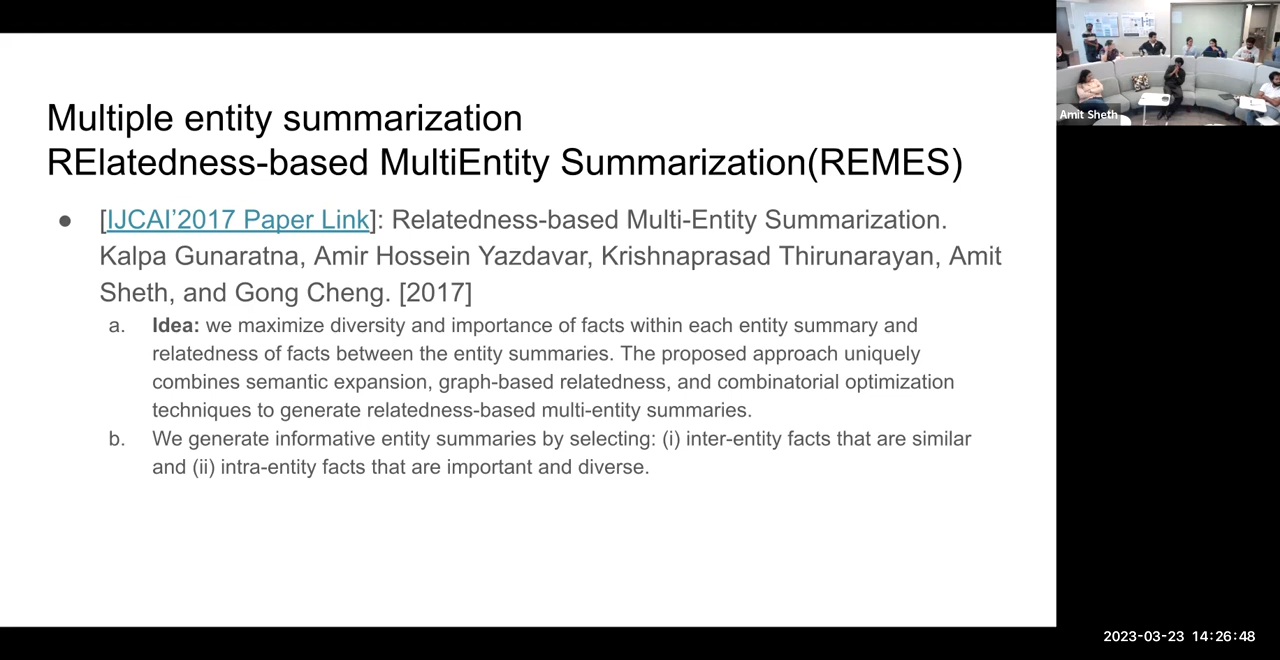 Multiple entity summarization
RElatedness-based MultiEntity Summarization(REMES)
● [IJCAI’2017 Paper Link]: Relatedness-based Multi-Entity Summarization.
Kalpa Gunaratna, Amir Hossein Yazdavar, Krishnaprasad Thirunarayan, Amit
Sheth, and Gong Cheng. [2017]
a. Idea: we maximize diversity and importance of facts within each entity summary and
relatedness of facts between the entity summaries. The proposed approach uniquely
combines semantic expansion, graph-based relatedness, and combinatorial optimization
techniques to generate relatedness-based multi-entity summaries.
b. We generate informative entity summaries by selecting: (i) inter-entity facts that are similar
and (ii) intra-entity facts that are important and diverse.
Amit Sheth
2023-03-23 14:26:48